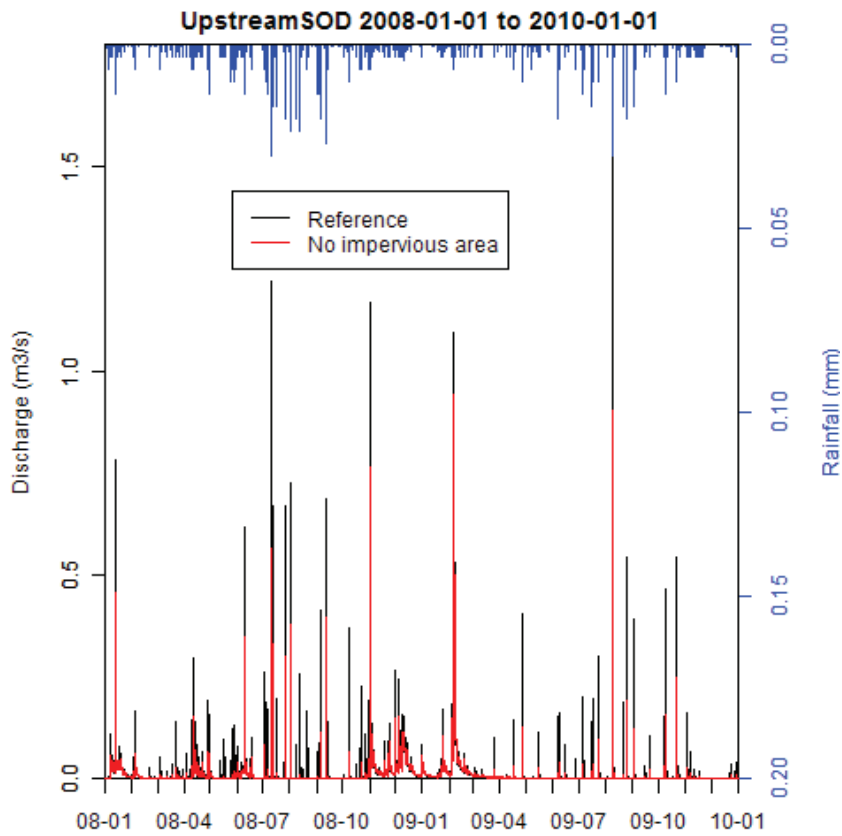 UpstreamSOD 2008-01-01 to 2010-01-01
Discharge (m3/s)
1.5
1.0
0.5
0.0
Reference
No impervious area
0.00
0.05
0.10
0.15
0.20
Rainfall (mm)
08-01 08-04 08-07 08-10 09-01 09-04 09-07 09-10 10-01